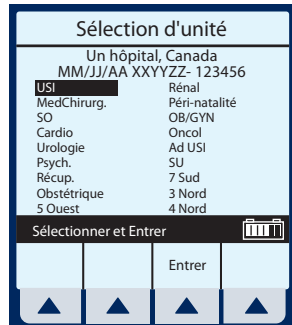 Sélection d'unité
Un hôpital, Canada
MM/JJ/AA XXYYZZ- 123456
USI Rénal
MedChirurg. Péri-natalité
SO OB/GYN
Cardio Oncol
Urologie Ad USI
Psych. SU
Récup. 7 Sud
Obstétrique 3 Nord
5 Ouest 4 Nord
Sélectionner et Entrer
Entrer